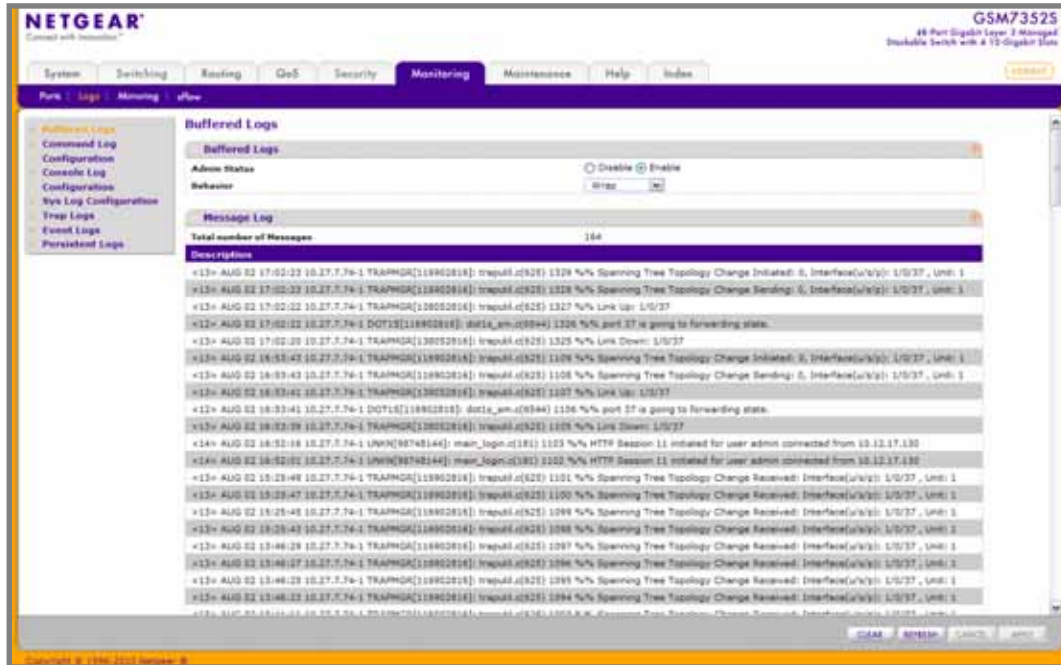 NETGEAR®
Connect with Innovation™
GSM7352S
48 Port Gigabit Layer 3 Managed
Stackable Switch with 4 10-Gigabit Slots
System Switching Routing QoS Security Monitoring Maintenance Help Index
LOGOUT
Ports Logs Mirroring sFlow
Buffered Logs
Command Log
Configuration
Console Log
Configuration
Sys Log Configuration
Trap Logs
Event Logs
Persistent Logs
Buffered Logs
Buffered Logs
Admin Status Disable Enable
Behavior Wrap
Message Log
Total number of Messages 164
Description
<13> AUG 02 17:02:23 10.27.7.74-1 TRAPMGR[116902816]: traputil.c(625) 1329 %% Spanning Tree Topology Change Initiated: 0, Interface(u/s/p): 1/0/37 , Unit: 1
<13> AUG 02 17:02:23 10.27.7.74-1 TRAPMGR[116902816]: traputil.c(625) 1328 %% Spanning Tree Topology Change Sending: 0, Interface(u/s/p): 1/0/37 , Unit: 1
<13> AUG 02 17:02:22 10.27.7.74-1 TRAPMGR[138052816]: traputil.c(625) 1327 %% Link Up: 1/0/37
<12> AUG 02 17:02:22 10.27.7.74-1 DOT1S[116902816]: dot1s_sm.c(6544) 1326 %% port 37 is going to forwarding state.
<13> AUG 02 17:02:20 10.27.7.74-1 TRAPMGR[138052816]: traputil.c(625) 1325 %% Link Down: 1/0/37
<13> AUG 02 16:53:43 10.27.7.74-1 TRAPMGR[116902816]: traputil.c(625) 1109 %% Spanning Tree Topology Change Initiated: 0, Interface(u/s/p): 1/0/37 , Unit: 1
<13> AUG 02 16:53:43 10.27.7.74-1 TRAPMGR[116902816]: traputil.c(625) 1108 %% Spanning Tree Topology Change Sending: 0, Interface(u/s/p): 1/0/37 , Unit: 1
<13> AUG 02 16:53:41 10.27.7.74-1 TRAPMGR[138052816]: traputil.c(625) 1107 %% Link Up: 1/0/37
<12> AUG 02 16:53:41 10.27.7.74-1 DOT1S[116902816]: dot1s_sm.c(6544) 1106 %% port 37 is going to forwarding state.
<13> AUG 02 16:53:39 10.27.7.74-1 TRAPMGR[138052816]: traputil.c(625) 1105 %% Link Down: 1/0/37
<14> AUG 02 16:52:16 10.27.7.74-1 UNKN[98748144]: main_login.c(181) 1103 %% HTTP Session 11 initiated for user admin connected from 10.12.17.130
<14> AUG 02 16:52:01 10.27.7.74-1 UNKN[98748144]: main_login.c(181) 1102 %% HTTP Session 11 initiated for user admin connected from 10.12.17.130
<13> AUG 02 15:25:49 10.27.7.74-1 TRAPMGR[116902816]: traputil.c(625) 1101 %% Spanning Tree Topology Change Received: Interface(u/s/p): 1/0/37 , Unit: 1
<13> AUG 02 15:25:47 10.27.7.74-1 TRAPMGR[116902816]: traputil.c(625) 1100 %% Spanning Tree Topology Change Received: Interface(u/s/p): 1/0/37 , Unit: 1
<13> AUG 02 15:25:45 10.27.7.74-1 TRAPMGR[116902816]: traputil.c(625) 1099 %% Spanning Tree Topology Change Received: Interface(u/s/p): 1/0/37 , Unit: 1
<13> AUG 02 15:25:43 10.27.7.74-1 TRAPMGR[116902816]: traputil.c(625) 1098 %% Spanning Tree Topology Change Received: Interface(u/s/p): 1/0/37 , Unit: 1
<13> AUG 02 13:46:29 10.27.7.74-1 TRAPMGR[116902816]: traputil.c(625) 1097 %% Spanning Tree Topology Change Received: Interface(u/s/p): 1/0/37 , Unit: 1
<13> AUG 02 13:46:27 10.27.7.74-1 TRAPMGR[116902816]: traputil.c(625) 1096 %% Spanning Tree Topology Change Received: Interface(u/s/p): 1/0/37 , Unit: 1
<13> AUG 02 13:46:25 10.27.7.74-1 TRAPMGR[116902816]: traputil.c(625) 1095 %% Spanning Tree Topology Change Received: Interface(u/s/p): 1/0/37 , Unit: 1
<13> AUG 02 13:46:23 10.27.7.74-1 TRAPMGR[116902816]: traputil.c(625) 1094 %% Spanning Tree Topology Change Received: Interface(u/s/p): 1/0/37 , Unit: 1
CLEAR REFRESH CANCEL APPLY
Copyright © 1996-2010 Netgear ®